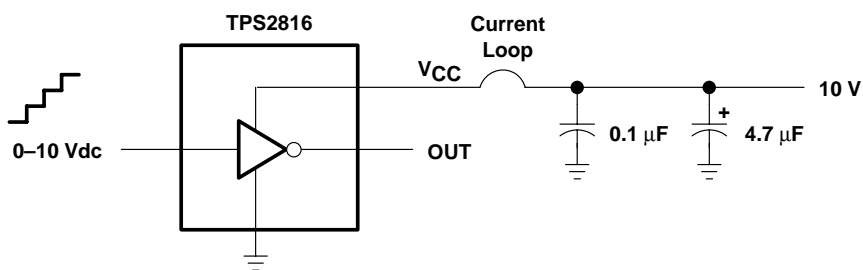 TPS2816
Current
Loop
VCC
10 V
0–10 Vdc
OUT
0.1 μF
+
4.7 μF